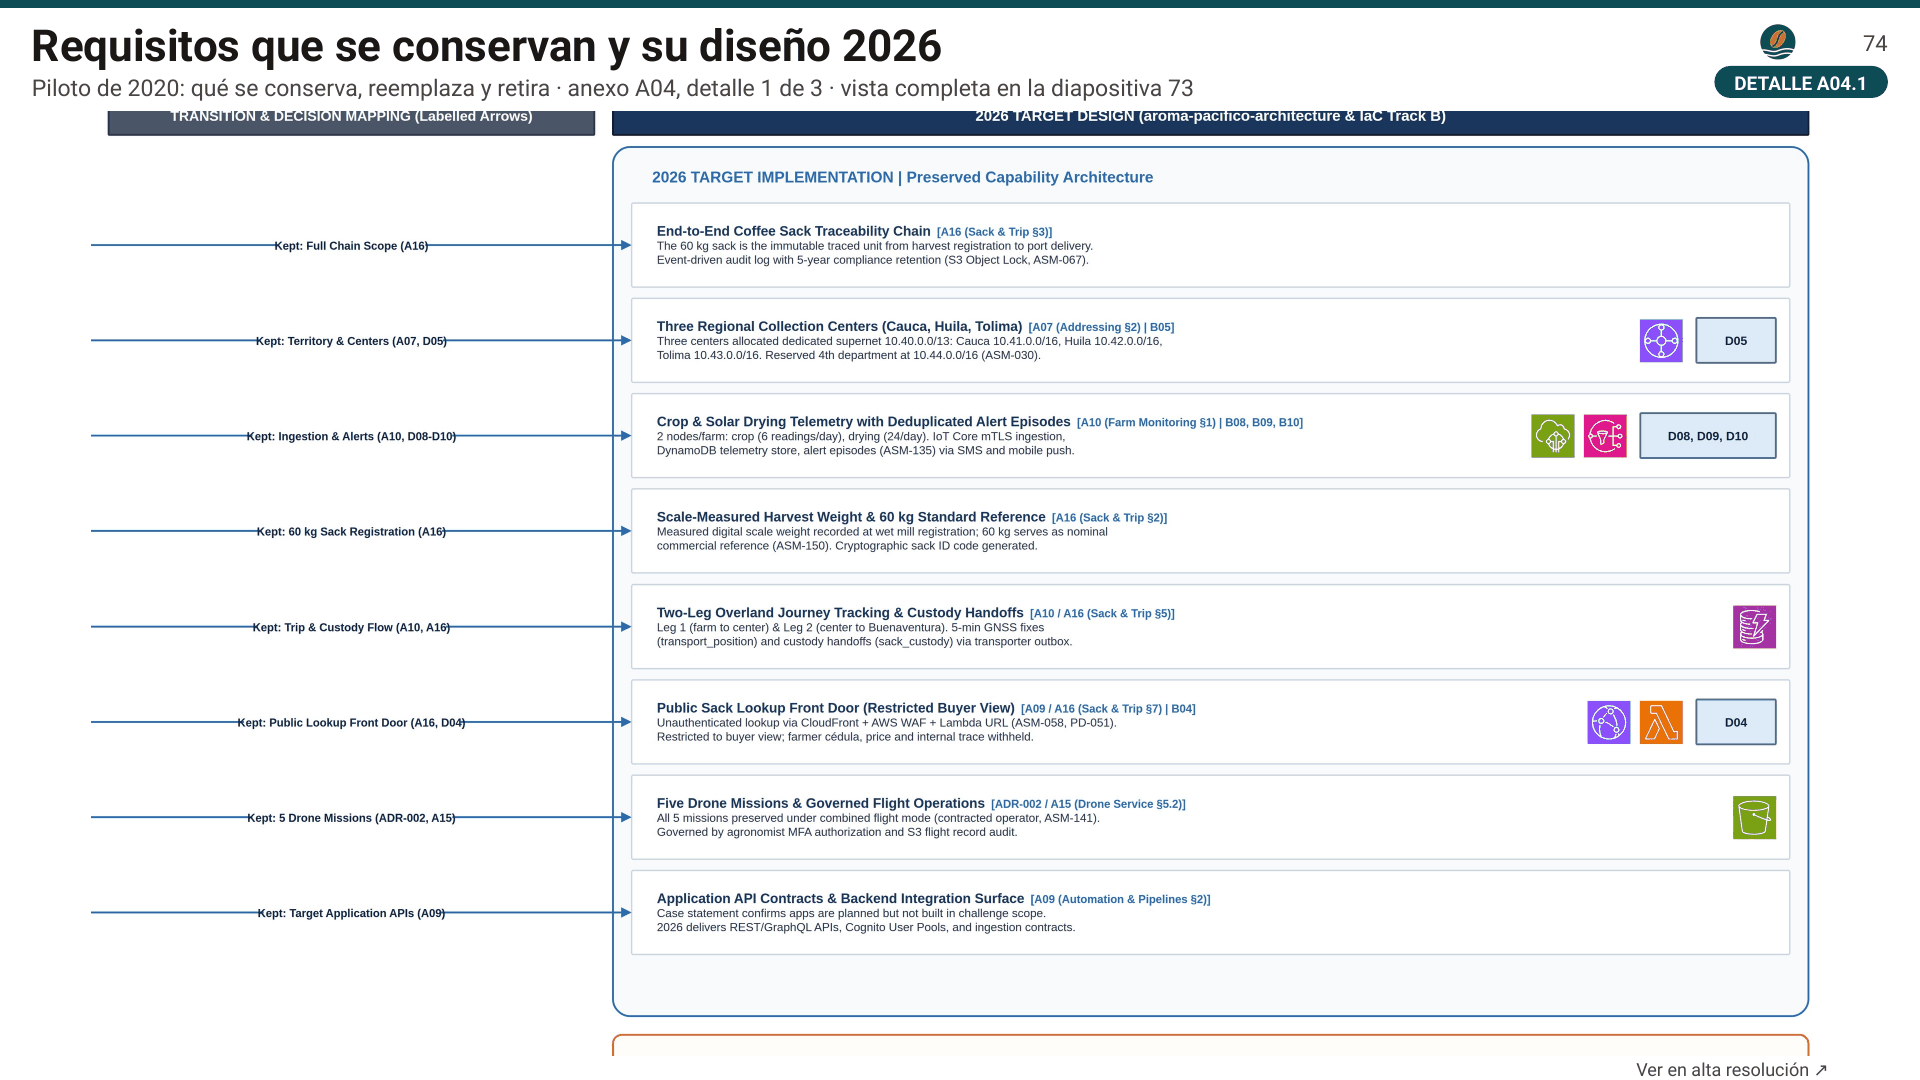 Requisitos que se conservan y su diseño 2026
74
Piloto de 2020: qué se conserva, reemplaza y retira · anexo A04, detalle 1 de 3 · vista completa en la diapositiva 73
DETALLE A04.1
TRANSITION & DECISION MAPPING (Labelled Arrows)
2026 TARGET DESIGN (aroma-pacifico-architecture & IaC Track B)
2026 TARGET IMPLEMENTATION | Preserved Capability Architecture
Kept: Full Chain Scope (A16)
End-to-End Coffee Sack Traceability Chain [A16 (Sack & Trip §3)]
The 60 kg sack is the immutable traced unit from harvest registration to port delivery.
Event-driven audit log with 5-year compliance retention (S3 Object Lock, ASM-067).
Kept: Territory & Centers (A07, D05)
Three Regional Collection Centers (Cauca, Huila, Tolima) [A07 (Addressing §2) | B05]
Three centers allocated dedicated supernet 10.40.0.0/13: Cauca 10.41.0.0/16, Huila 10.42.0.0/16,
Tolima 10.43.0.0/16. Reserved 4th department at 10.44.0.0/16 (ASM-030).
D05
Kept: Ingestion & Alerts (A10, D08-D10)
Crop & Solar Drying Telemetry with Deduplicated Alert Episodes [A10 (Farm Monitoring §1) | B08, B09, B10]
2 nodes/farm: crop (6 readings/day), drying (24/day). IoT Core mTLS ingestion,
DynamoDB telemetry store, alert episodes (ASM-135) via SMS and mobile push.
D08, D09, D10
Kept: 60 kg Sack Registration (A16)
Scale-Measured Harvest Weight & 60 kg Standard Reference [A16 (Sack & Trip §2)]
Measured digital scale weight recorded at wet mill registration; 60 kg serves as nominal
commercial reference (ASM-150). Cryptographic sack ID code generated.
Kept: Trip & Custody Flow (A10, A16)
Two-Leg Overland Journey Tracking & Custody Handoffs [A10 / A16 (Sack & Trip §5)]
Leg 1 (farm to center) & Leg 2 (center to Buenaventura). 5-min GNSS fixes
(transport_position) and custody handoffs (sack_custody) via transporter outbox.
Kept: Public Lookup Front Door (A16, D04)
Public Sack Lookup Front Door (Restricted Buyer View) [A09 / A16 (Sack & Trip §7) | B04]
Unauthenticated lookup via CloudFront + AWS WAF + Lambda URL (ASM-058, PD-051).
Restricted to buyer view; farmer cédula, price and internal trace withheld.
D04
Kept: 5 Drone Missions (ADR-002, A15)
Five Drone Missions & Governed Flight Operations [ADR-002 / A15 (Drone Service §5.2)]
All 5 missions preserved under combined flight mode (contracted operator, ASM-141).
Governed by agronomist MFA authorization and S3 flight record audit.
Kept: Target Application APIs (A09)
Application API Contracts & Backend Integration Surface [A09 (Automation & Pipelines §2)]
Case statement confirms apps are planned but not built in challenge scope.
2026 delivers REST/GraphQL APIs, Cognito User Pools, and ingestion contracts.
Ver en alta resolución ↗